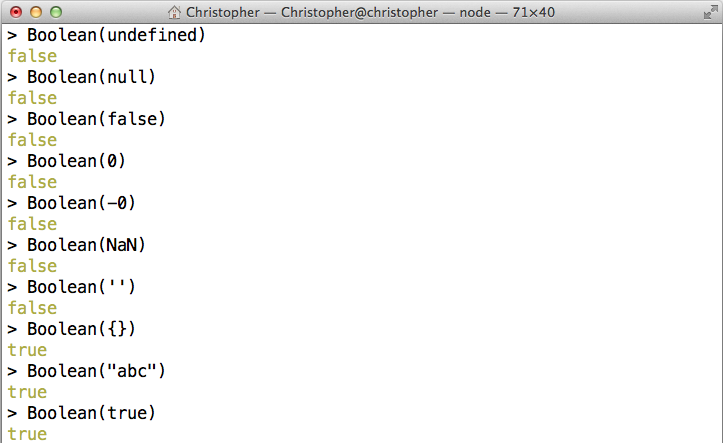 Christopher — Christopher@christopher — node — 71×40
> Boolean(undefined)
false
> Boolean(null)
false
> Boolean(false)
false
> Boolean(0)
false
> Boolean(-0)
false
> Boolean(NaN)
false
> Boolean('')
false
> Boolean({})
true
> Boolean("abc")
true
> Boolean(true)
true